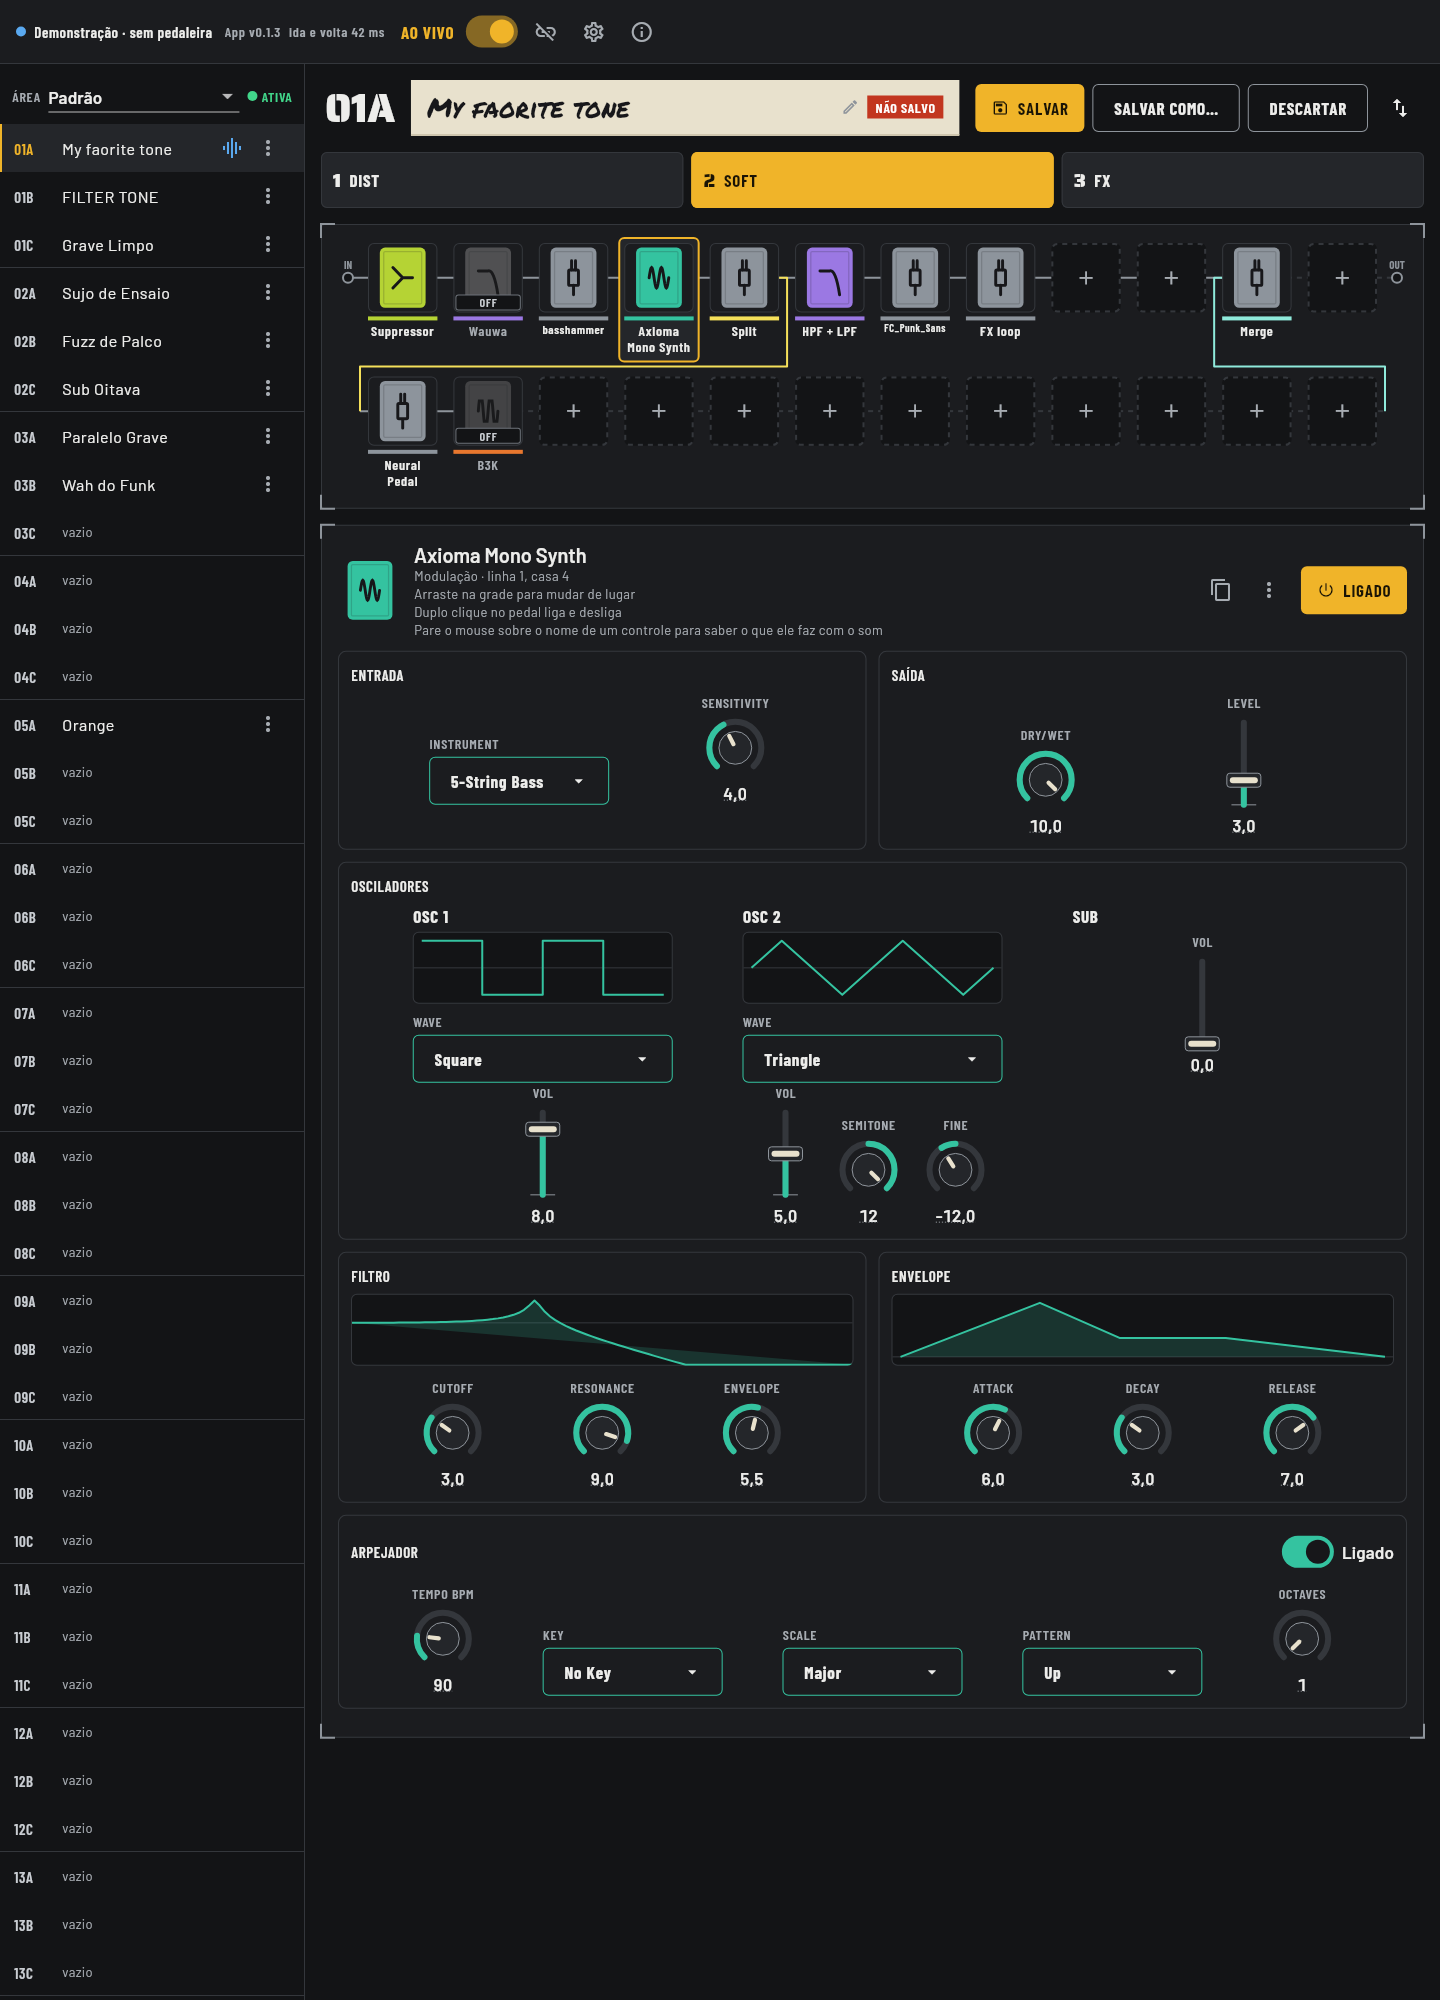 Demonstração · sem pedaleira App v0.1.3 Ida e volta 42 ms AO VIVO
ÁREA Padrão ATIVA
01A My faorite tone
01B FILTER TONE
01C Grave Limpo
02A Sujo de Ensaio
02B Fuzz de Palco
02C Sub Oitava
03A Paralelo Grave
03B Wah do Funk
03C vazio
04A vazio
04B vazio
04C vazio
05A Orange
05B vazio
05C vazio
06A vazio
06B vazio
06C vazio
07A vazio
07B vazio
07C vazio
08A vazio
08B vazio
08C vazio
09A vazio
09B vazio
09C vazio
10A vazio
10B vazio
10C vazio
11A vazio
11B vazio
11C vazio
12A vazio
12B vazio
12C vazio
13A vazio
13B vazio
13C vazio
01A My faorite tone NÃO SALVO SALVAR SALVAR COMO... DESCARTAR
1 DIST 2 SOFT 3 FX
IN OUT
OFF
Suppressor Wauwa basshammer Axioma Mono Synth Split HPF + LPF FC_Punk_Sans FX loop Merge
OFF
Neural Pedal B3K
Axioma Mono Synth
Modulação · linha 1, casa 4
Arraste na grade para mudar de lugar
Duplo clique no pedal liga e desliga
Pare o mouse sobre o nome de um controle para saber o que ele faz com o som
LIGADO
ENTRADA
INSTRUMENT SENSITIVITY
5-String Bass 4,0
SAÍDA
DRY/WET LEVEL
10,0 3,0
OSCILADORES
OSC 1 OSC 2 SUB
VOL
WAVE WAVE
Square Triangle 0,0
VOL VOL SEMITONE FINE
8,0 5,0 12 -12,0
FILTRO
CUTOFF RESONANCE ENVELOPE
3,0 9,0 5,5
ENVELOPE
ATTACK DECAY RELEASE
6,0 3,0 7,0
ARPEJADOR Ligado
TEMPO BPM KEY SCALE PATTERN OCTAVES
90 No Key Major Up 1